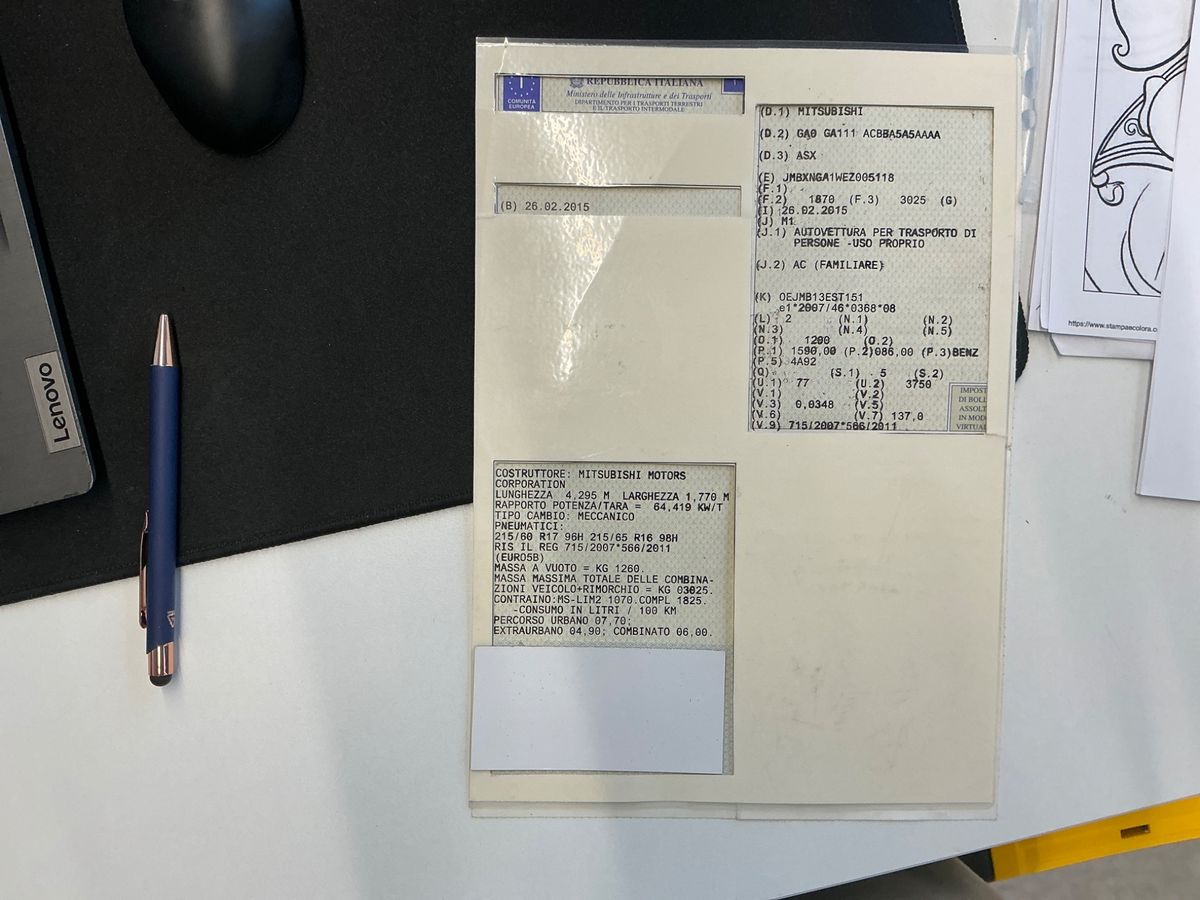 COMUNITÀ
EUROPEA
REPUBBLICA ITALIANA
Ministero delle Infrastrutture e dei Trasporti
DIPARTIMENTO PER I TRASPORTI TERRESTRI
E IL TRASPORTO INTERMODALE
(B) 26.02.2015
(D.1) MITSUBISHI
(D.2) GA0 GA111 ACBBA5A5AAAA
(D.3) ASX
(E) JMBXNGA1WEZ005118
(F.1)
(F.2) 1870 (F.3) 3025 (G)
(I) 26.02.2015
(J) M1
(J.1) AUTOVETTURA PER TRASPORTO DI
PERSONE -USO PROPRIO
(J.2) AC (FAMILIARE)
(K) OEJMB13EST151
e1*2007/46*0368*08
(L) 2 (N.1) (N.2)
(N.3) (N.4) (N.5)
(O.1) 1200 (O.2)
(P.1) 1590,00 (P.2)086,00 (P.3)BENZ
(P.5) 4A92
(Q) (S.1) 5 (S.2)
(U.1) 77 (U.2) 3750
(V.1) (V.2)
(V.3) 0,0348 (V.5)
(V.6) (V.7) 137,0
(V.9) 715/2007*566/2011
IMPOST
DI BOLL
ASSOLT
IN MOD
VIRTUAL
COSTRUTTORE: MITSUBISHI MOTORS
CORPORATION
LUNGHEZZA 4,295 M LARGHEZZA 1,770 M
RAPPORTO POTENZA/TARA = 64,419 KW/T
TIPO CAMBIO: MECCANICO
PNEUMATICI:
215/60 R17 96H 215/65 R16 98H
RIS IL REG 715/2007*566/2011
(EURO5B)
MASSA A VUOTO = KG 1260.
MASSA MASSIMA TOTALE DELLE COMBINA-
ZIONI VEICOLO+RIMORCHIO = KG 03025.
CONTRAINO:MS-LIM2 1070.COMPL 1825.
-CONSUMO IN LITRI / 100 KM
PERCORSO URBANO 07,70;
EXTRAURBANO 04,90; COMBINATO 06,00.
Lenovo
https://www.stampaecolora.co